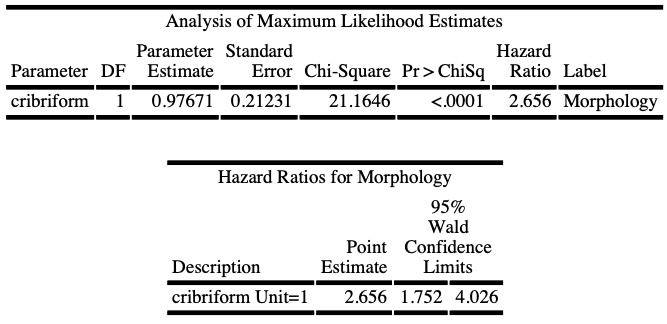 Analysis of Maximum Likelihood Estimates
Parameter Standard Hazard
Parameter DF Estimate Error Chi-Square Pr > ChiSq Ratio Label
cribriform 1 0.97671 0.21231 21.1646 <.0001 2.656 Morphology
Hazard Ratios for Morphology
95%
Wald
Point Confidence
Description Estimate Limits
cribriform Unit=1 2.656 1.752 4.026